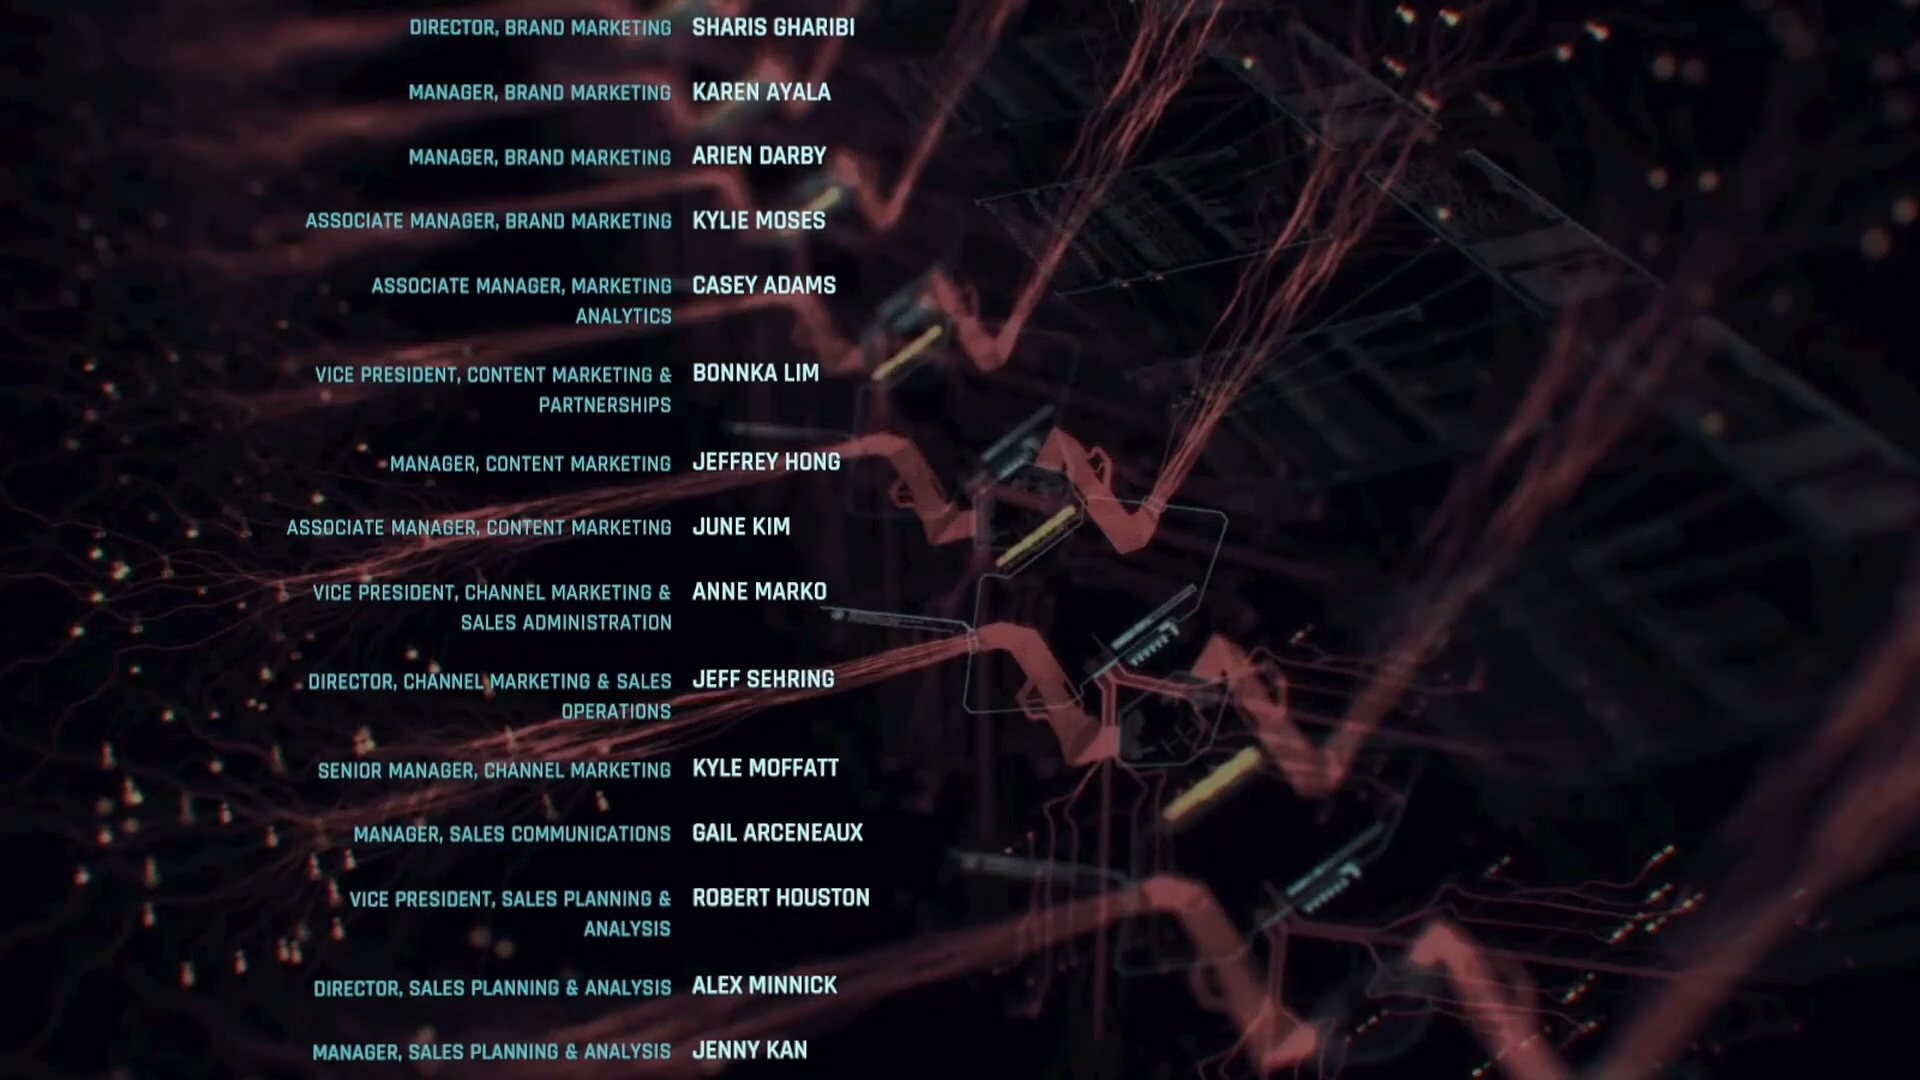 DIRECTOR, BRAND MARKETING SHARIS GHARIBI
MANAGER, BRAND MARKETING KAREN AYALA
MANAGER, BRAND MARKETING ARIEN DARBY
ASSOCIATE MANAGER, BRAND MARKETING KYLIE MOSES
ASSOCIATE MANAGER, MARKETING CASEY ADAMS
ANALYTICS
VICE PRESIDENT, CONTENT MARKETING & BONNKA LIM
PARTNERSHIPS
MANAGER, CONTENT MARKETING JEFFREY HONG
ASSOCIATE MANAGER, CONTENT MARKETING JUNE KIM
VICE PRESIDENT, CHANNEL MARKETING & ANNE MARKO
SALES ADMINISTRATION
DIRECTOR, CHANNEL MARKETING & SALES JEFF SEHRING
OPERATIONS
SENIOR MANAGER, CHANNEL MARKETING KYLE MOFFATT
MANAGER, SALES COMMUNICATIONS GAIL ARCENEAUX
VICE PRESIDENT, SALES PLANNING & ROBERT HOUSTON
ANALYSIS
DIRECTOR, SALES PLANNING & ANALYSIS ALEX MINNICK
MANAGER, SALES PLANNING & ANALYSIS JENNY KAN